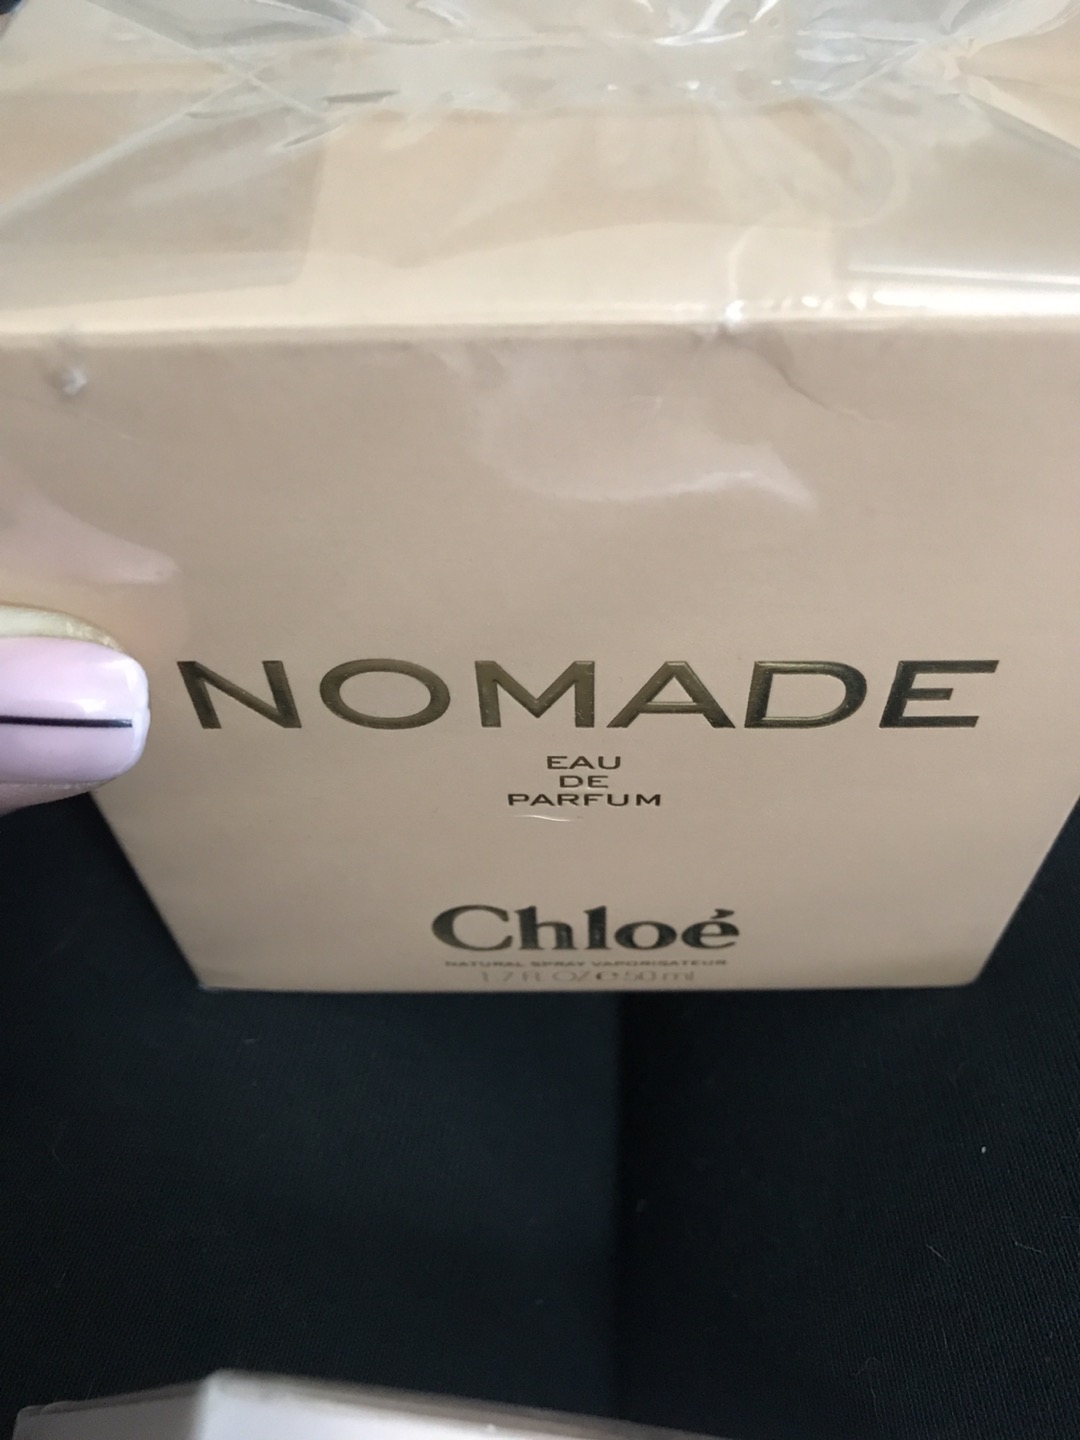 NOMADE
EAU
DE
PARFUM
Chloé
NATURAL SPRAY VAPORISATEUR
1.7 Fl. OZ/ e 50 ml